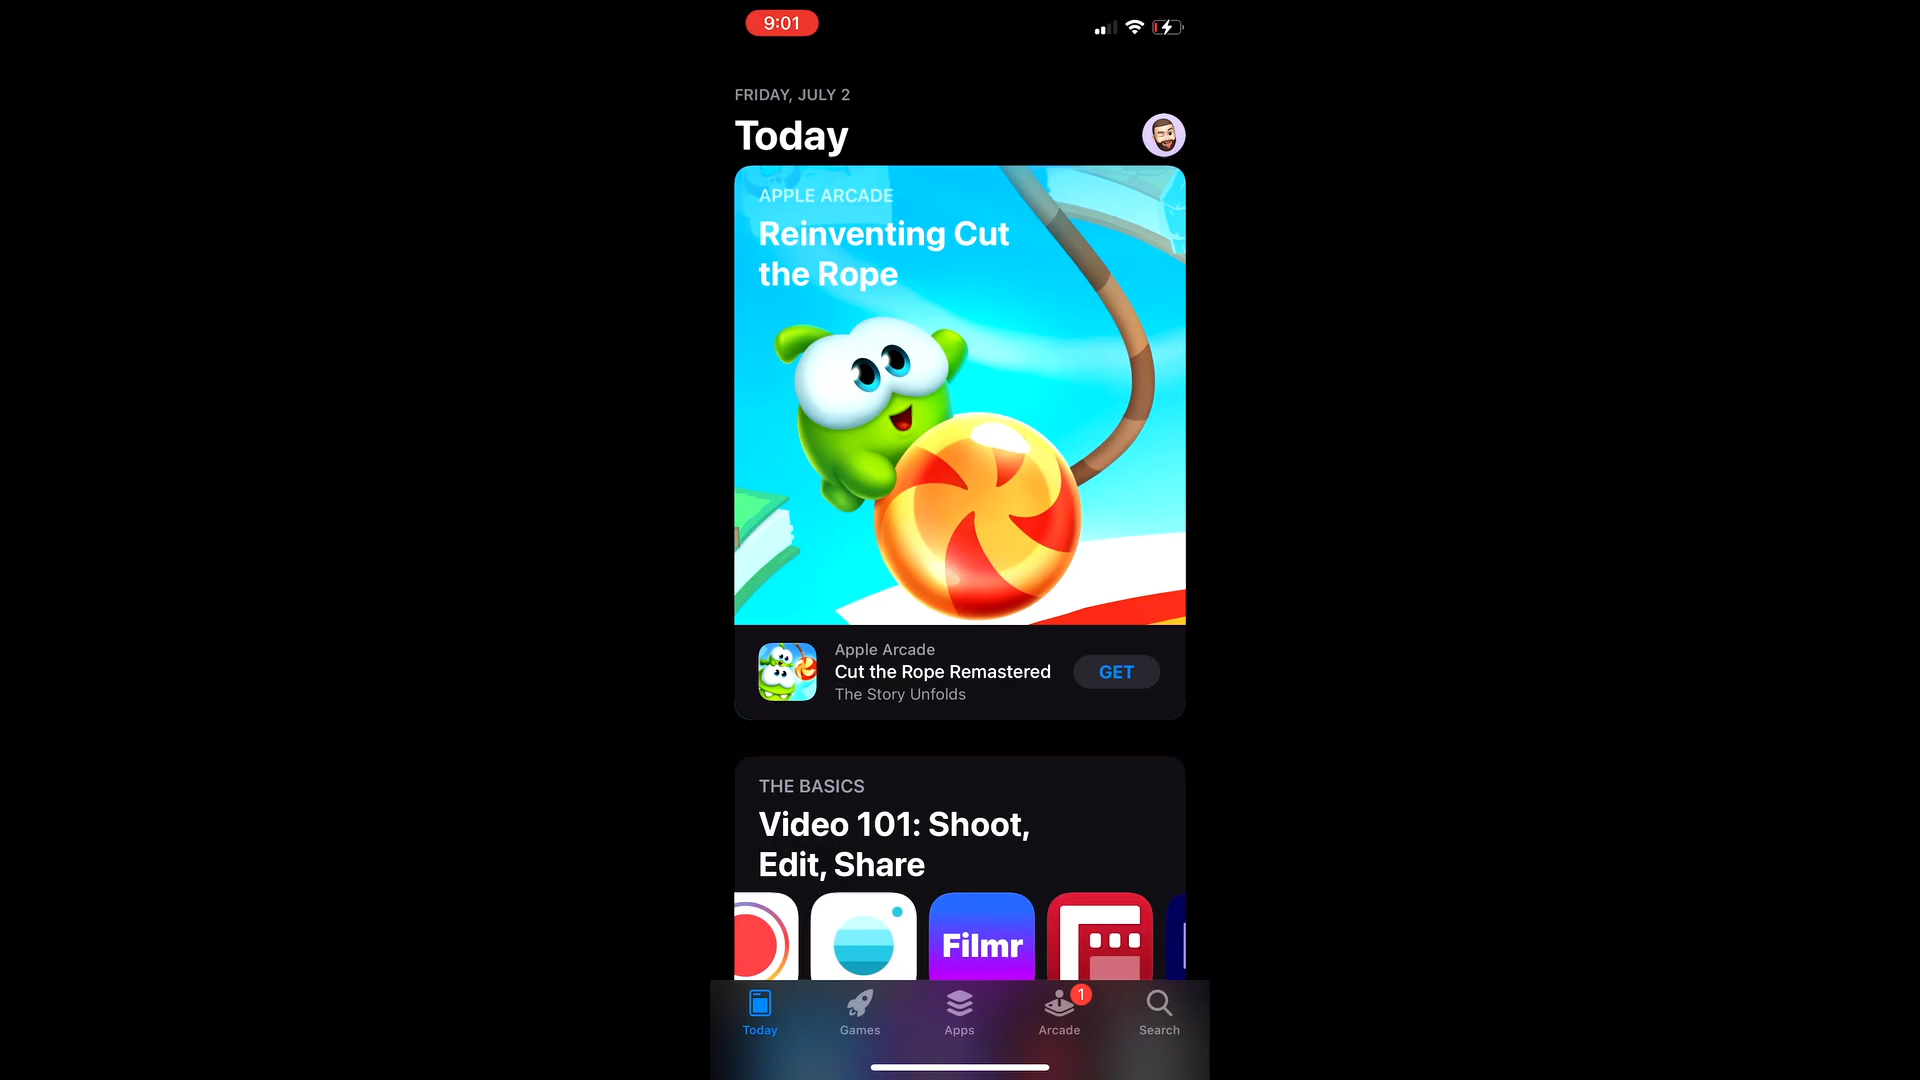 9:01
FRIDAY, JULY 2
Today
APPLE ARCADE
Reinventing Cut
the Rope
Apple Arcade
Cut the Rope Remastered
The Story Unfolds
GET
THE BASICS
Video 101: Shoot,
Edit, Share
Filmr
1
Today
Games
Apps
Arcade
Search